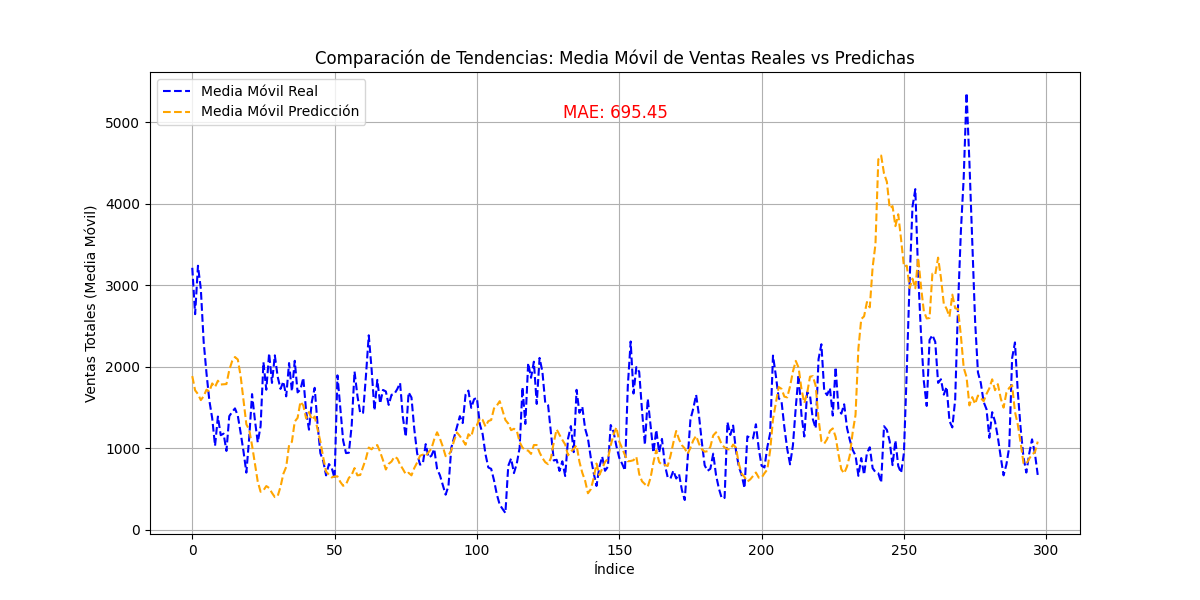 Comparación de Tendencias: Media Móvil de Ventas Reales vs Predichas
Media Móvil Real
Media Móvil Predicción
MAE: 695.45
Ventas Totales (Media Móvil)
5000
4000
3000
2000
1000
0
0 50 100 150 200 250 300
Índice